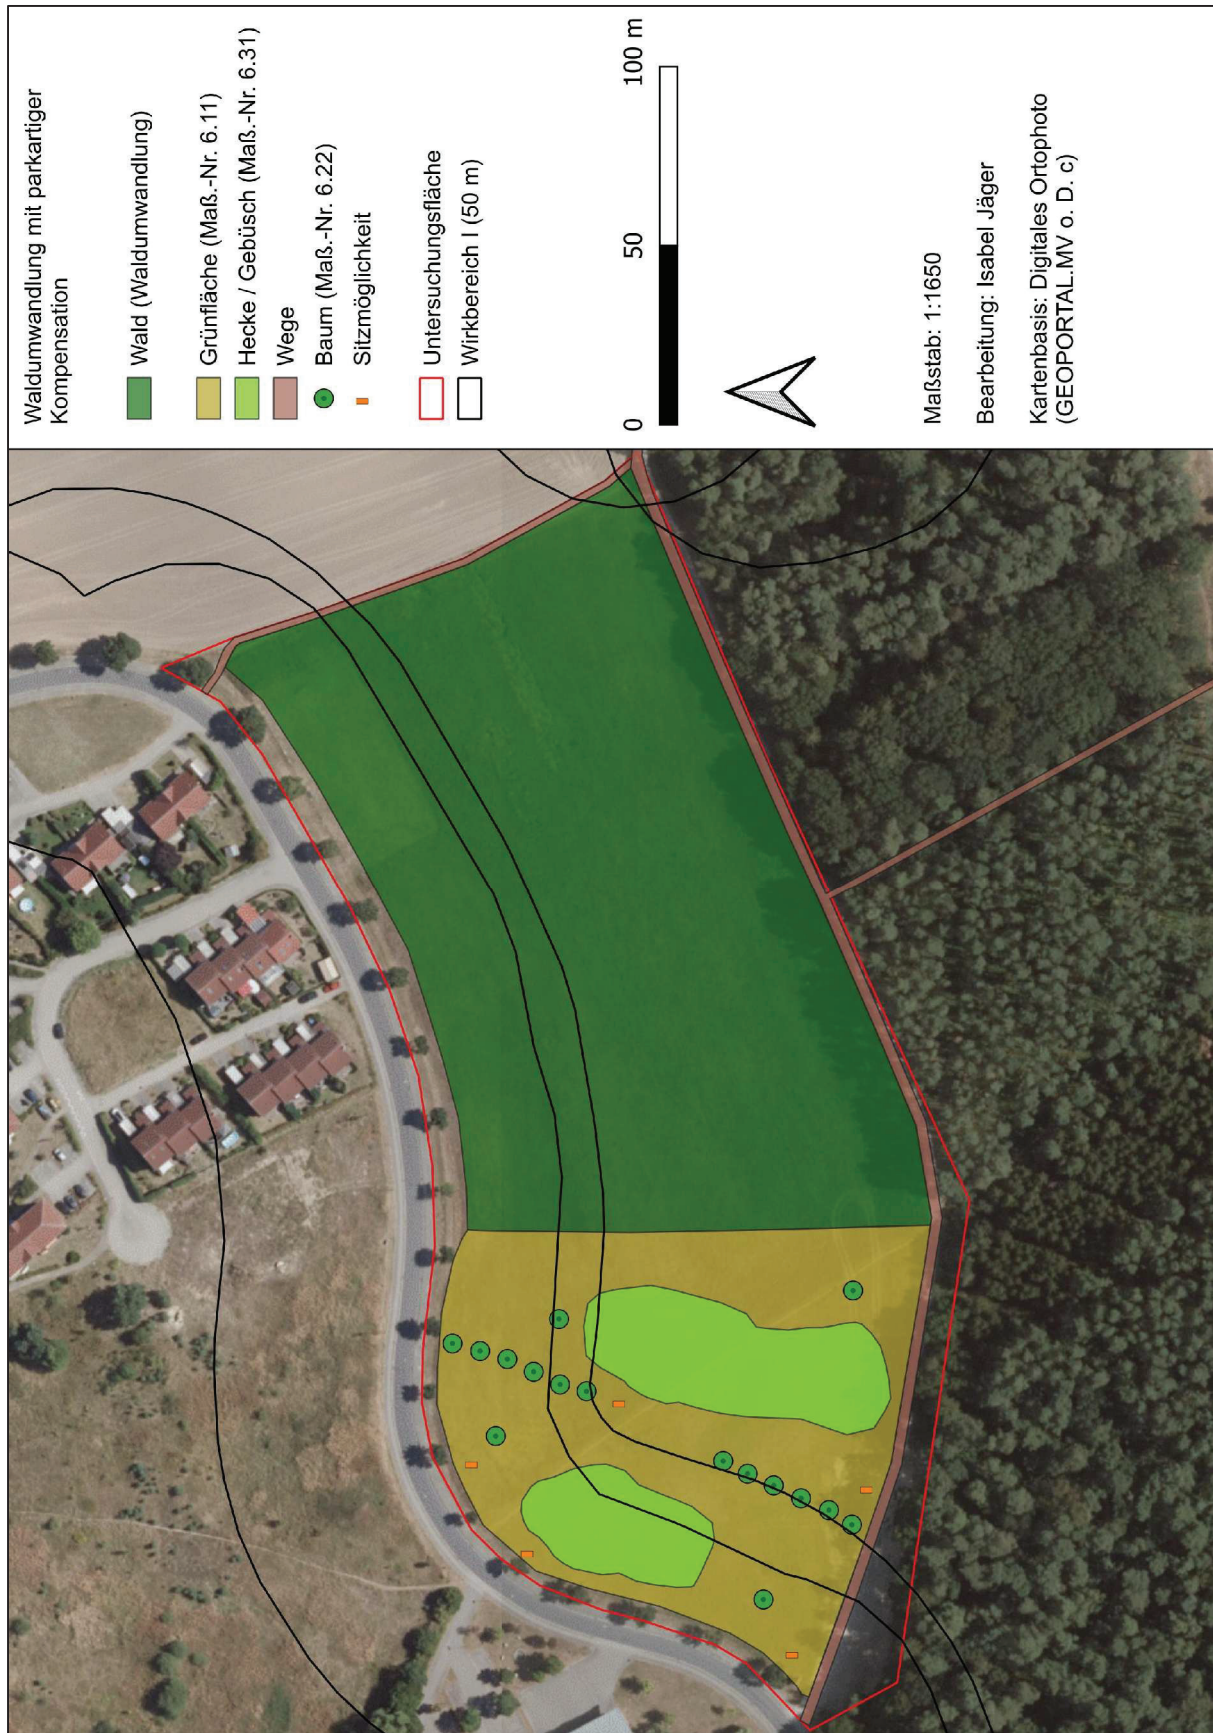 Waldumwandlung mit parkartiger
Kompensation
Wald (Waldumwandlung)
Grünfläche (Maß.-Nr. 6.11)
Hecke / Gebüsch (Maß.-Nr. 6.31)
Wege
Baum (Maß.-Nr. 6.22)
Sitzmöglichkeit
Untersuchungsfläche
Wirkbereich I (50 m)
0 50 100 m
Maßstab: 1:1650
Bearbeitung: Isabel Jäger
Kartenbasis: Digitales Ortophoto
(GEOPORTAL.MV o. D. c)